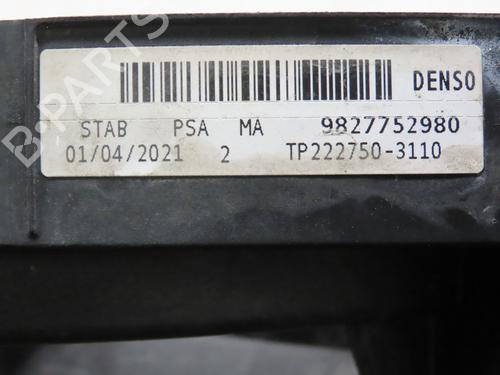 DENSO
STAB PSA MA 9827752980
01/04/2021 2 TP222750-3110
B-PARTS